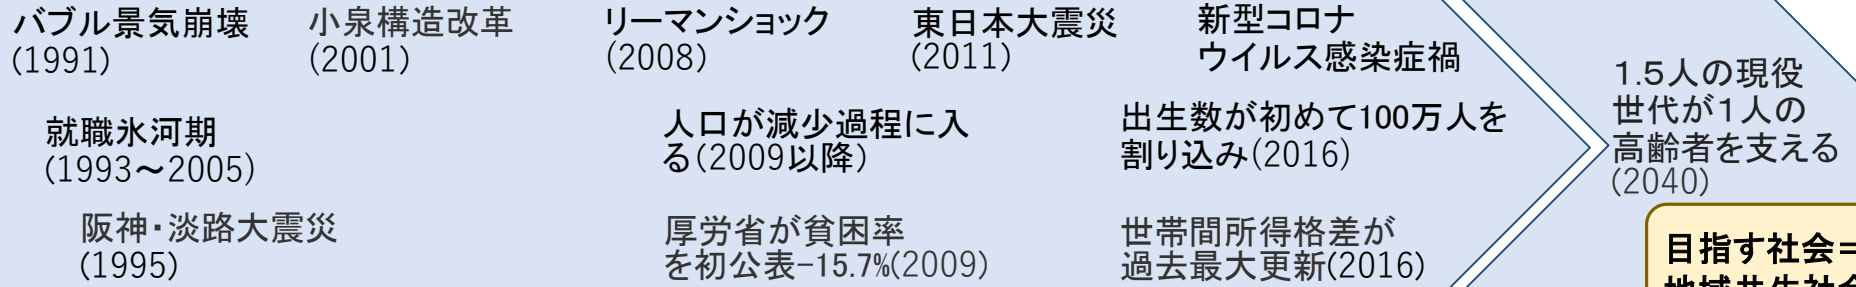 バブル景気崩壊
(1991)
小泉構造改革
(2001)
リーマンショック
(2008)
東日本大震災
(2011)
新型コロナ
ウイルス感染症禍
就職氷河期
(1993～2005)
人口が減少過程に入
る(2009以降)
出生数が初めて100万人を
割り込み(2016)
阪神・淡路大震災
(1995)
厚労省が貧困率
を初公表-15.7%(2009)
世帯間所得格差が
過去最大更新(2016)
1.5人の現役
世代が１人の
高齢者を支える
(2040)
目指す社会＝
地域共生社会